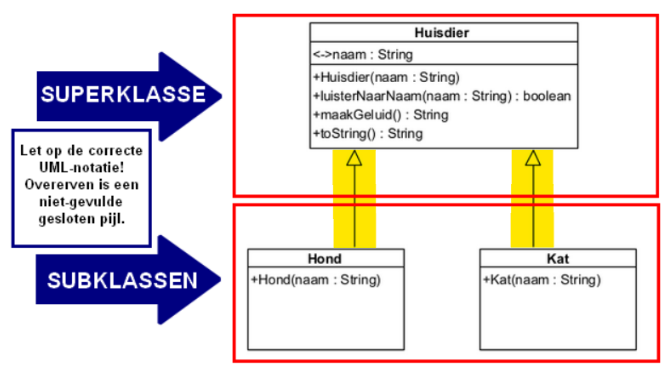 Huisdier
<->naam : String
+Huisdier(naam : String)
+luisterNaarNaam(naam : String) : boolean
+maakGeluid() : String
+toString() : String
SUPERKLASSE
Let op de correcte
UML-notatie!
Overerven is een
niet-gevulde
gesloten pijl.
SUBKLASSEN
Hond
+Hond(naam : String)
Kat
+Kat(naam : String)